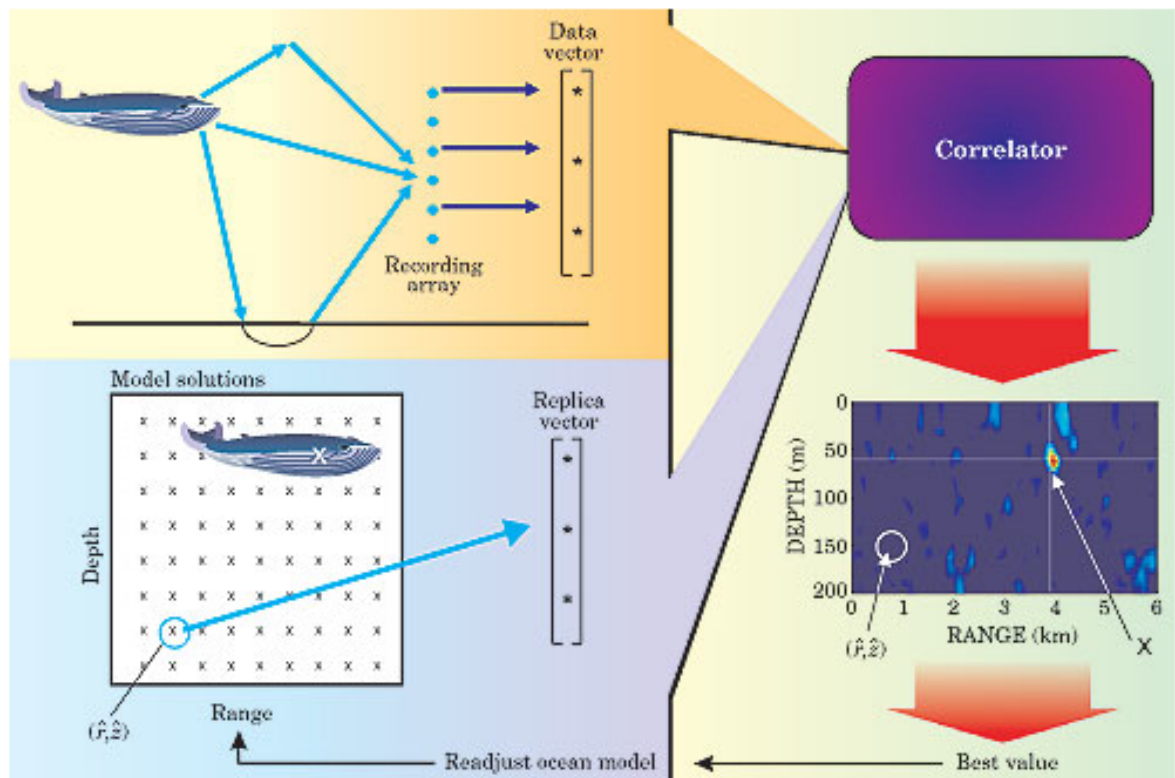 Data
vector
*
*
*
Recording
array
Correlator
Model solutions
x x x x x x x x x
x x
x x x x x x x x x
x x x x x x x x x
x x x x x x x x x
x x x x x x x x x
x x x x x x x x x
x x x x x x x x x
X
Depth
(r̂,ẑ)
Range
Replica
vector
*
*
*
DEPTH (m)
0
50
100
150
200
0 1 2 3 4 5 6
RANGE (km)
(r̂,ẑ)
X
Readjust ocean model
Best value